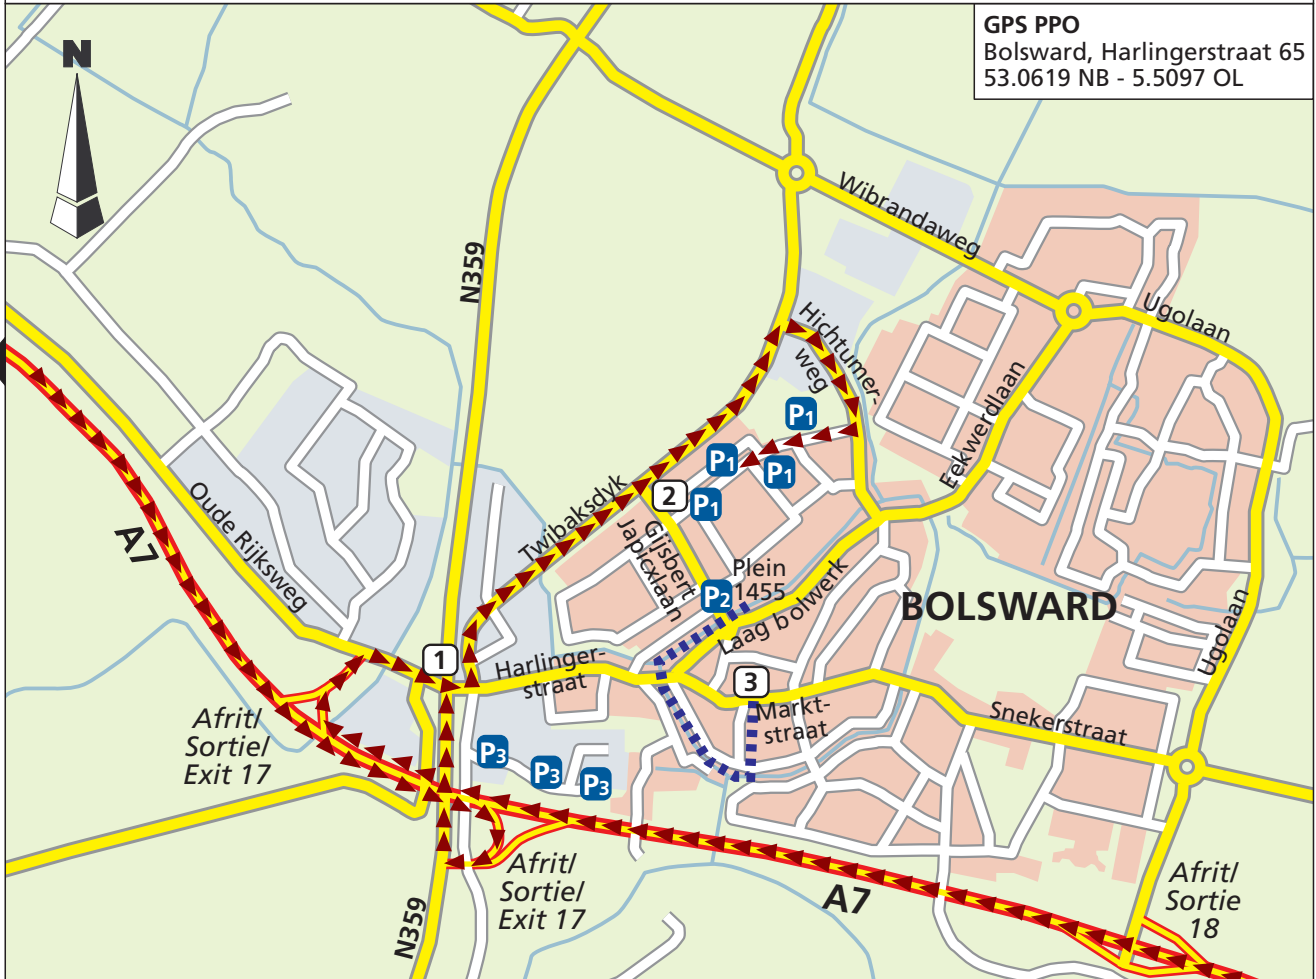 GPS PPO
Bolsward, Harlingerstraat 65
53.0619 NB - 5.5097 OL
N
Wibrandaweg
N359
Hichtumer-
weg
Ugolaan
Eekwerdlaan
P1
P1
P1
P1
2
Twibaksdyk
Gijsbert
Japicxlaan
Oude Rijksweg
A7
Plein
1455
P2
Laag bolwerk
BOLSWARD
Ugolaan
1
Harlinger-
straat
3
Markt-
straat
Snekerstraat
Afrit/
Sortie/
Exit 17
P3
P3
P3
Afrit/
Sortie/
Exit 17
A7
Afrit/
Sortie
18
N359